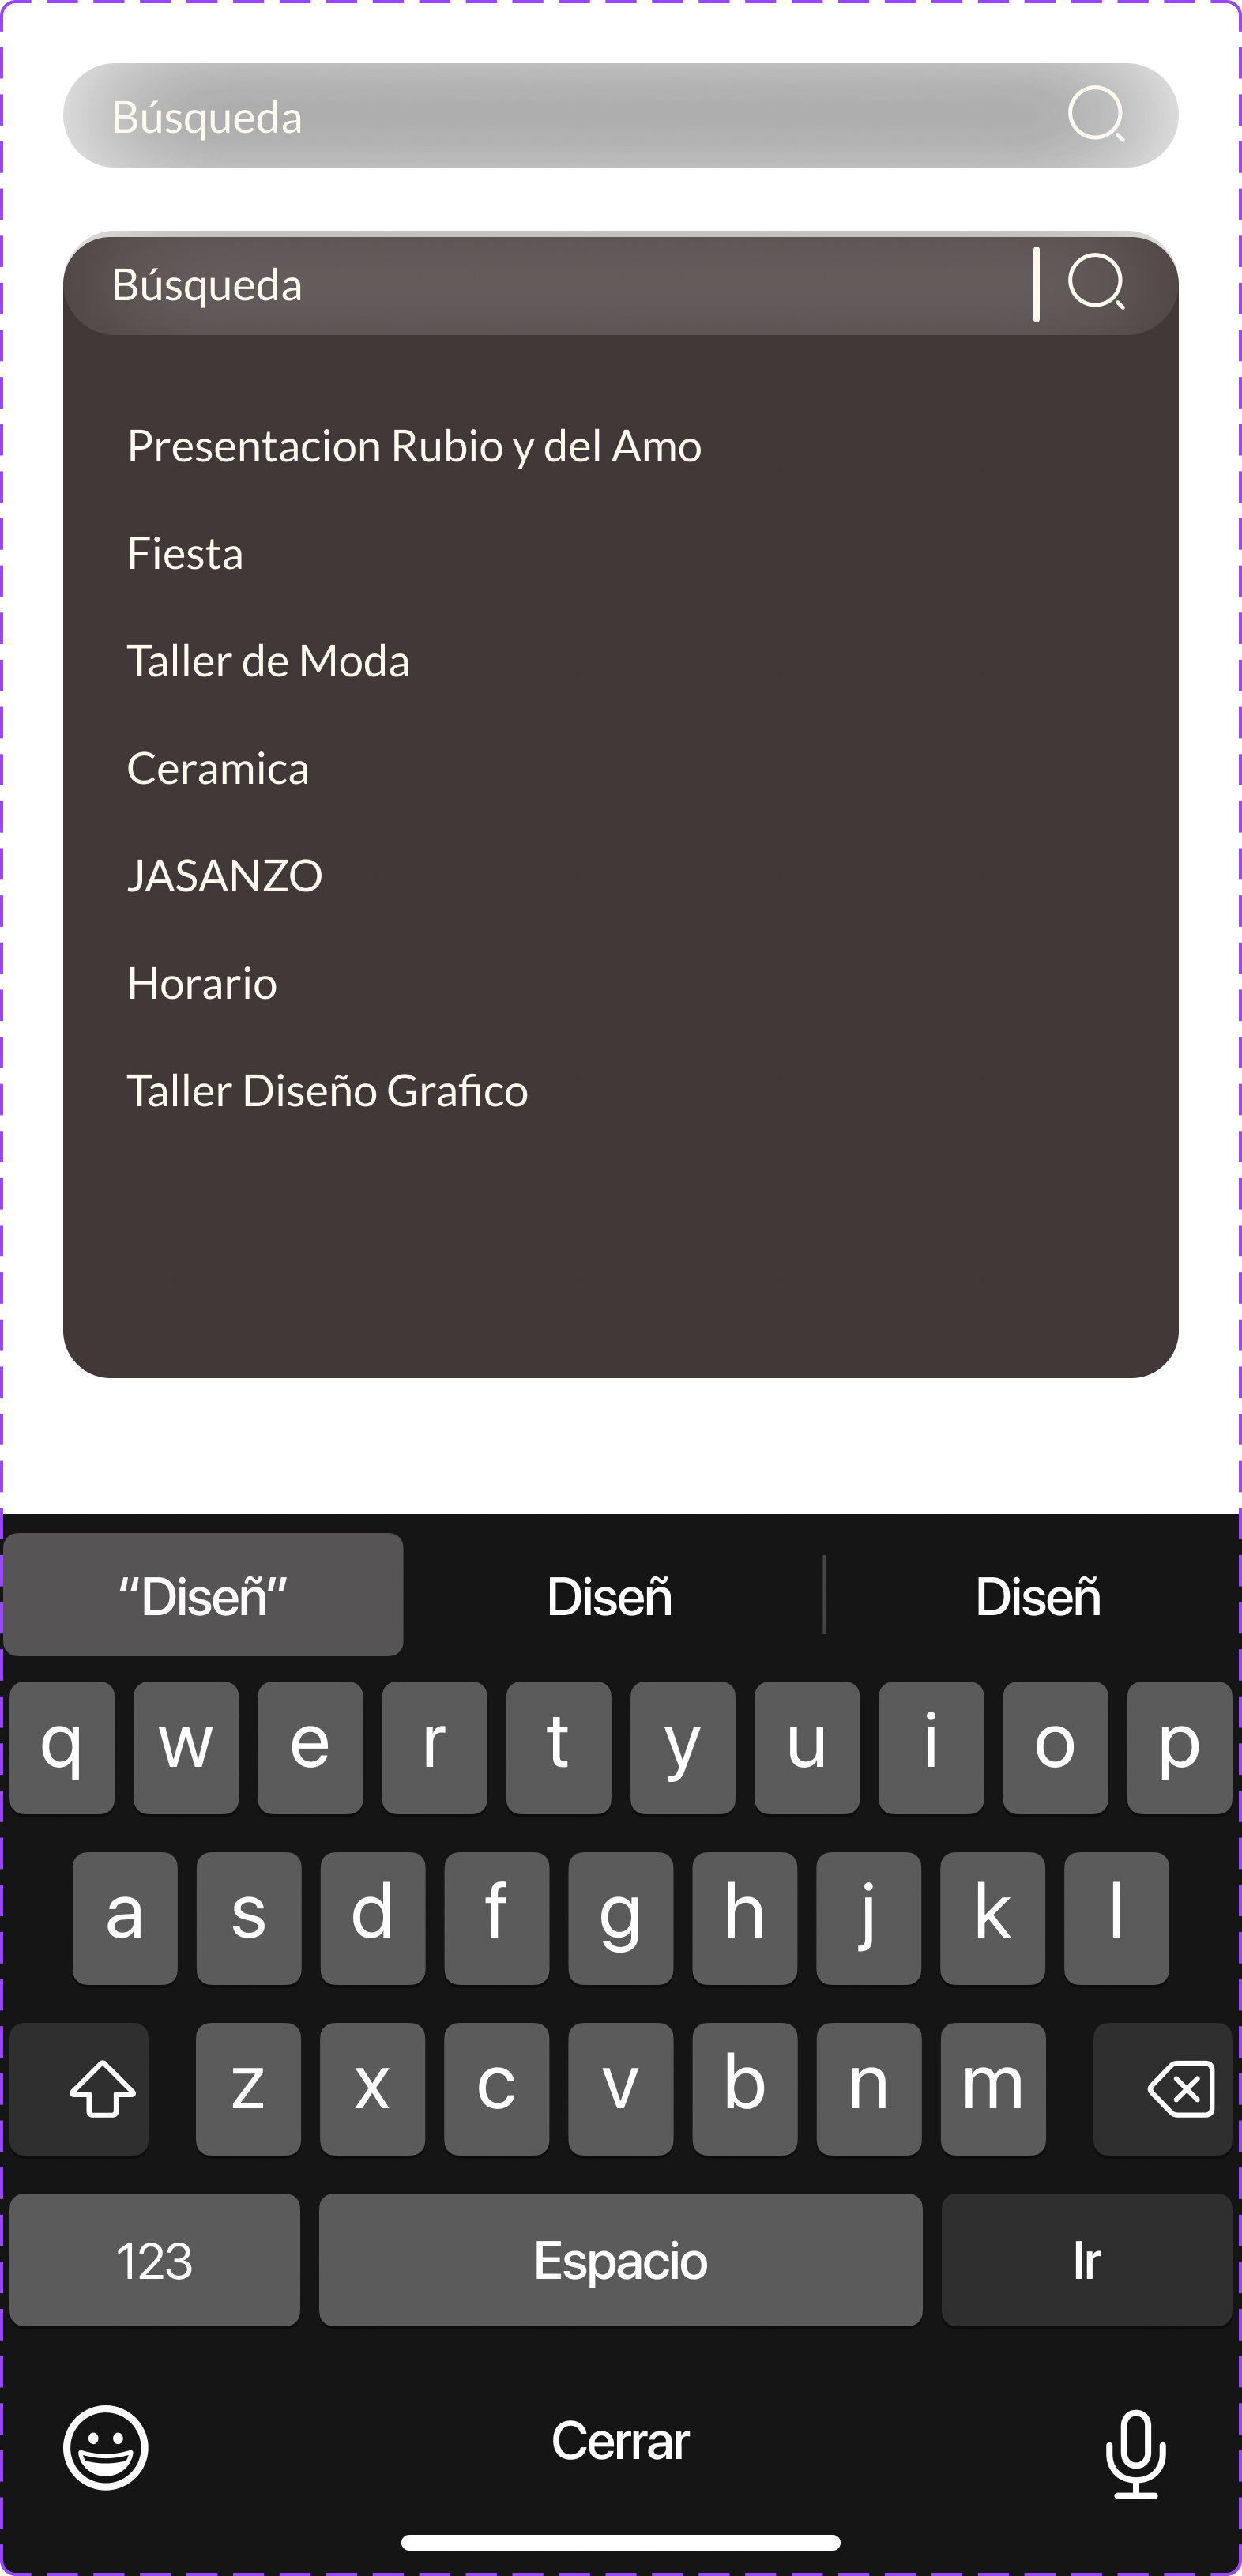 Búsqueda
Búsqueda
Presentacion Rubio y del Amo
Fiesta
Taller de Moda
Ceramica
JASANZO
Horario
Taller Diseño Grafico
“Diseñ” Diseñ Diseñ
q w e r t y u i o p
a s d f g h j k l
z x c v b n m
123 Espacio Ir
Cerrar